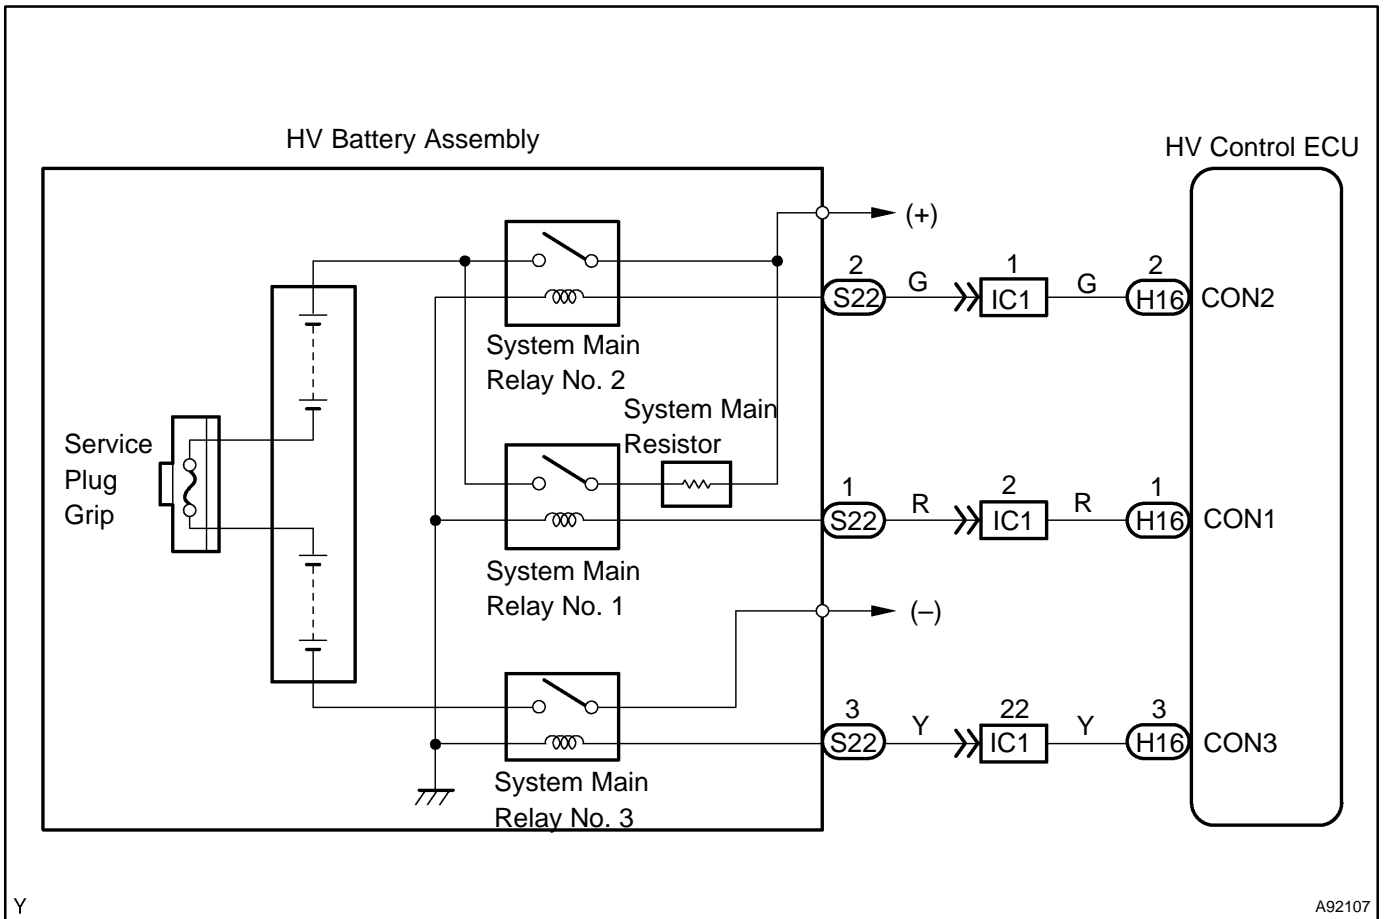 HV Battery Assembly
HV Control ECU
(+)
2
G
1
G
2
S22
IC1
H16
CON2
System Main
Relay No. 2
System Main
Resistor
Service
Plug
Grip
1
R
2
R
1
S22
IC1
H16
CON1
System Main
Relay No. 1
(–)
3
Y
22
Y
3
S22
IC1
H16
CON3
System Main
Relay No. 3
Y
A92107